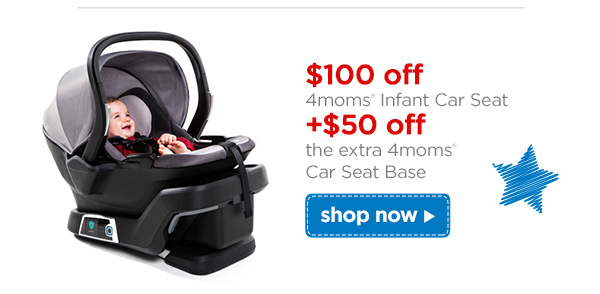 $100 off
4moms® Infant Car Seat
+$50 off
the extra 4moms®
Car Seat Base
shop now ▶